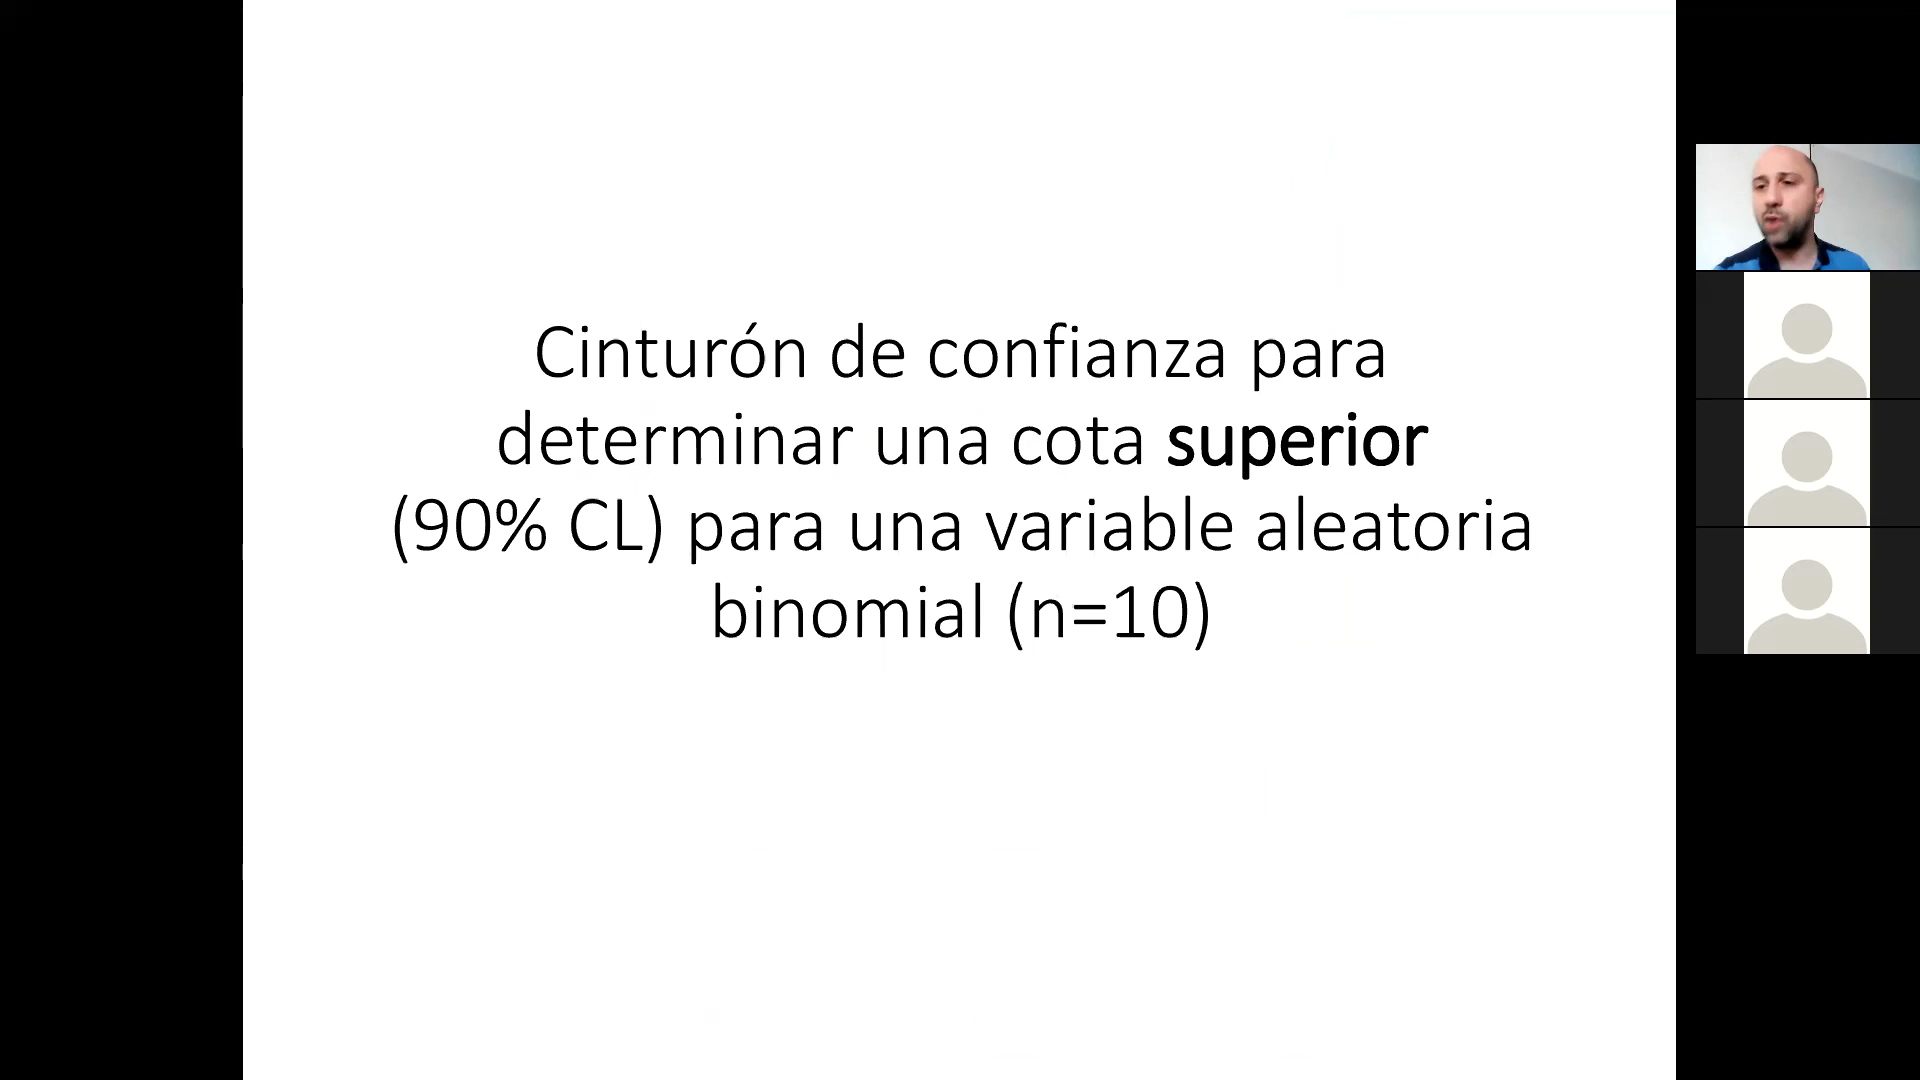 Cinturón de confianza para
determinar una cota superior
(90% CL) para una variable aleatoria
binomial (n=10)